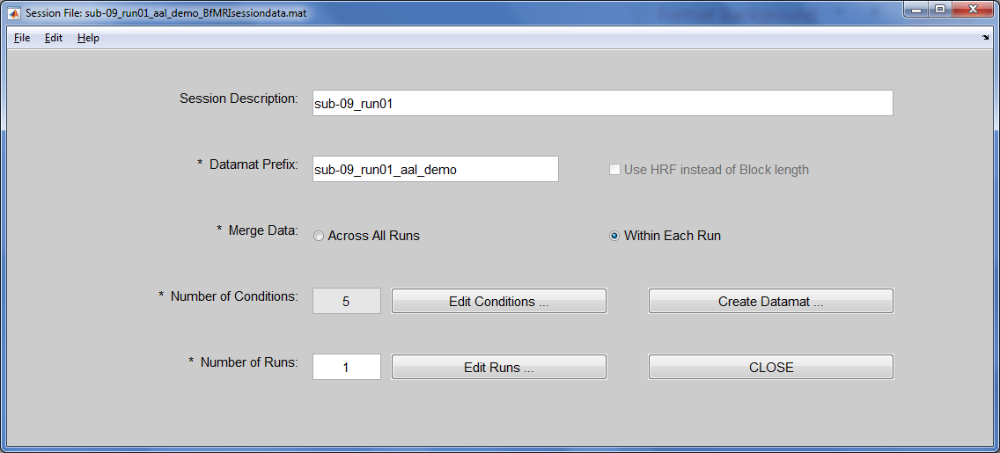 Session File: sub-09_run01_aal_demo_BfMRIsessiondata.mat
File Edit Help
Session Description: sub-09_run01
* Datamat Prefix: sub-09_run01_aal_demo Use HRF instead of Block length
* Merge Data: Across All Runs Within Each Run
* Number of Conditions: 5 Edit Conditions ... Create Datamat ...
* Number of Runs: 1 Edit Runs ... CLOSE